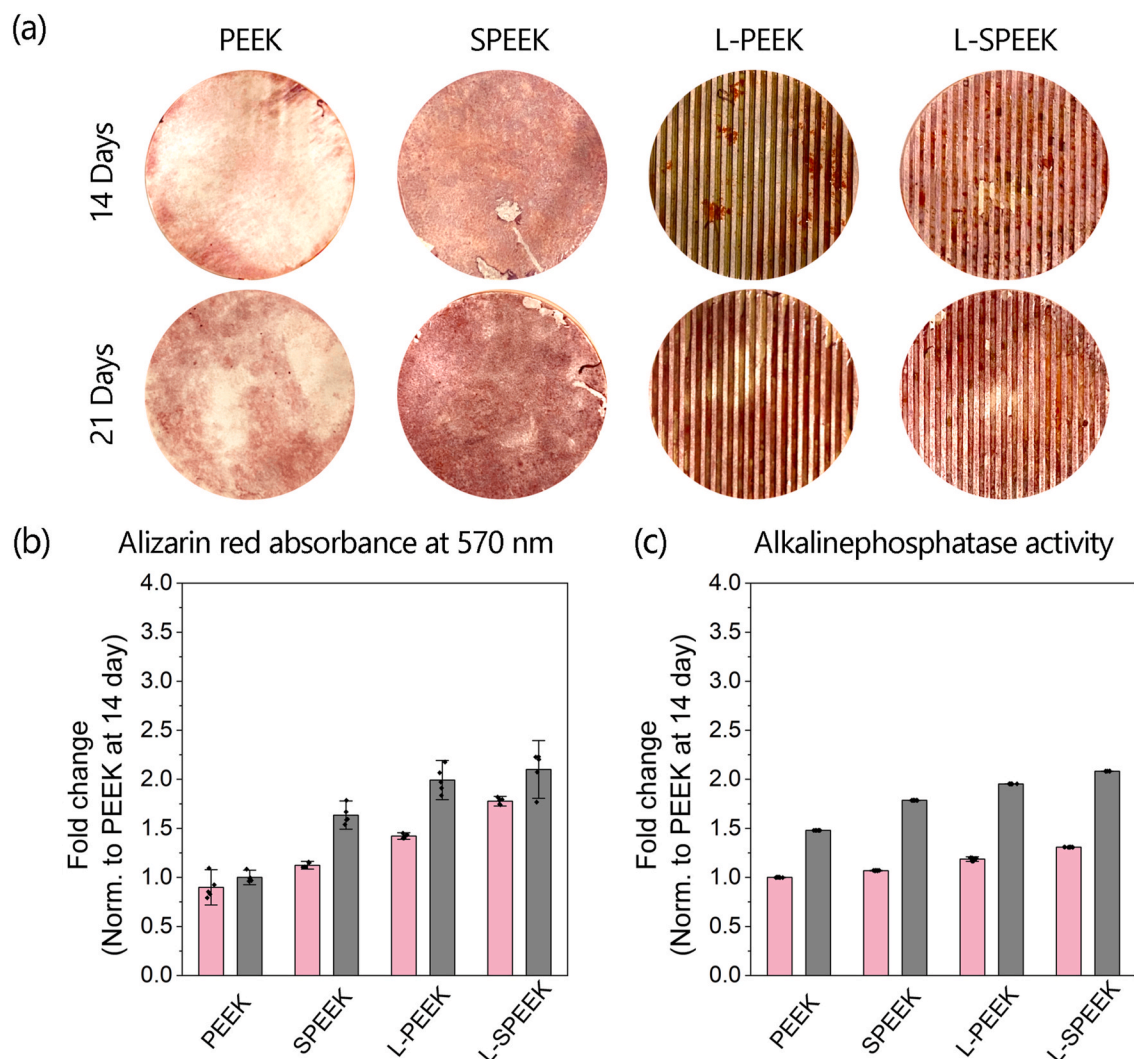 (a)
PEEK SPEEK L-PEEK L-SPEEK
14 Days
21 Days
(b) Alizarin red absorbance at 570 nm
Fold change
(Norm. to PEEK at 14 day)
4.0
3.5
3.0
2.5
2.0
1.5
1.0
0.5
0.0
PEEK SPEEK L-PEEK L-SPEEK
(c) Alkalinephosphatase activity
Fold change
(Norm. to PEEK at 14 day)
4.0
3.5
3.0
2.5
2.0
1.5
1.0
0.5
0.0
PEEK SPEEK L-PEEK L-SPEEK